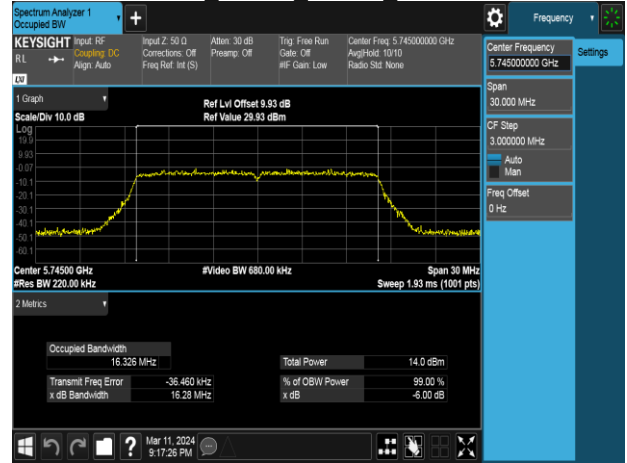 Spectrum Analyzer 1
Occupied BW
Frequency
KEYSIGHT
RL
LXI
Input: RF
Coupling: DC
Align: Auto
Input Z: 50 Ω
Corrections: Off
Freq Ref: Int (S)
Atten: 30 dB
Preamp: Off
Trig: Free Run
Gate: Off
#IF Gain: Low
Center Freq: 5.745000000 GHz
Avg|Hold: 10/10
Radio Std: None
Center Frequency
5.745000000 GHz
Settings
Span
30.000 MHz
CF Step
3.000000 MHz
Auto
Man
Freq Offset
0 Hz
1 Graph
Scale/Div 10.0 dB
Ref Lvl Offset 9.93 dB
Ref Value 29.93 dBm
Log
19.9
9.93
-0.07
-10.1
-20.1
-30.1
-40.1
-50.1
-60.1
Center 5.74500 GHz
#Video BW 680.00 kHz
Span 30 MHz
#Res BW 220.00 kHz
Sweep 1.93 ms (1001 pts)
2 Metrics
Occupied Bandwidth
16.326 MHz
Total Power 14.0 dBm
Transmit Freq Error -36.460 kHz
% of OBW Power 99.00 %
x dB Bandwidth 16.28 MHz
x dB -6.00 dB
?
Mar 11, 2024
9:17:26 PM